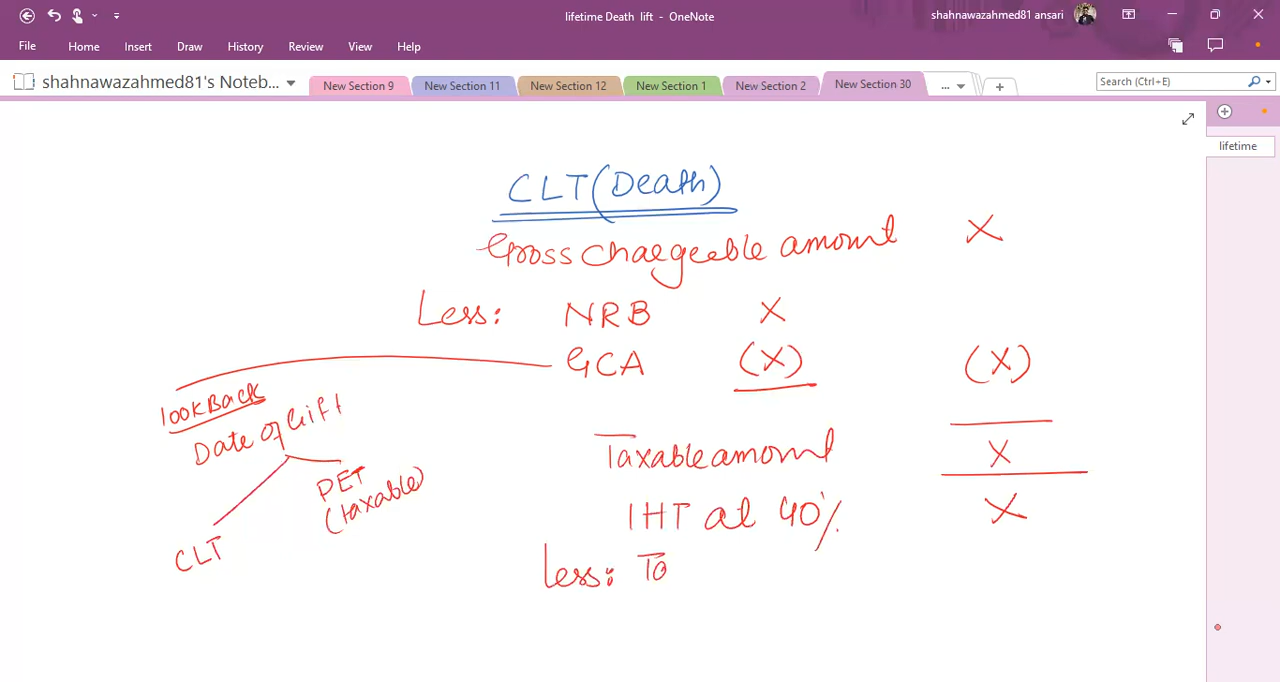 lifetime Death lift - OneNote
shahnawazahmed81 ansari
File Home Insert Draw History Review View Help
shahnawazahmed81's Noteb...
New Section 9 New Section 11 New Section 12 New Section 1 New Section 2 New Section 30 ...
Search (Ctrl+E)
lifetime
CLT (Death)
Gross chargeable amount X
Less: NRB X
GCA (X) (X)
lookBack
Date of Gift
CLT
PET
(taxable)
Taxable amount X
IHT at 40% X
less: To